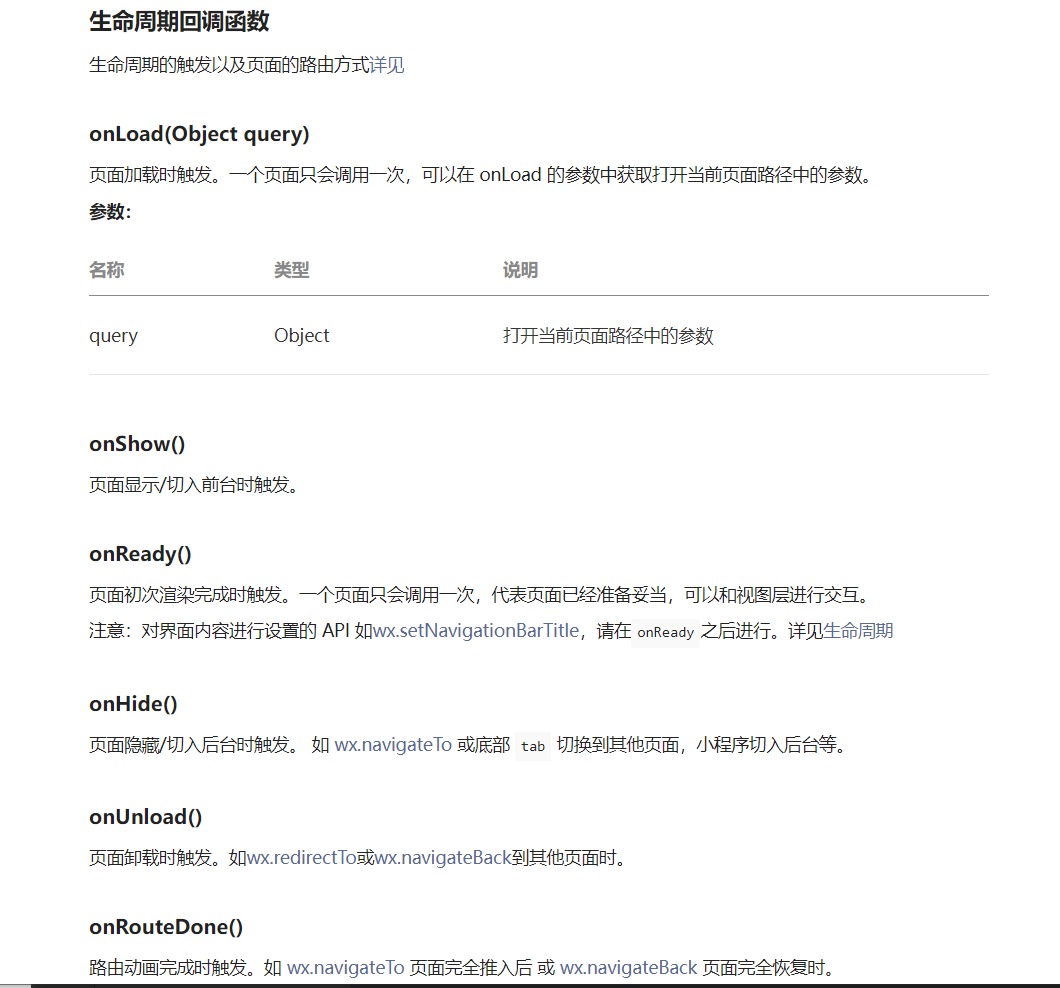 生命周期回调函数
生命周期的触发以及页面的路由方式详见
onLoad(Object query)
页面加载时触发。一个页面只会调用一次，可以在 onLoad 的参数中获取打开当前页面路径中的参数。
参数：
名称 类型 说明
query Object 打开当前页面路径中的参数
onShow()
页面显示/切入前台时触发。
onReady()
页面初次渲染完成时触发。一个页面只会调用一次，代表页面已经准备妥当，可以和视图层进行交互。
注意：对界面内容进行设置的 API 如wx.setNavigationBarTitle，请在 onReady 之后进行。详见生命周期
onHide()
页面隐藏/切入后台时触发。 如 wx.navigateTo 或底部 tab 切换到其他页面，小程序切入后台等。
onUnload()
页面卸载时触发。如wx.redirectTo或wx.navigateBack到其他页面时。
onRouteDone()
路由动画完成时触发。如 wx.navigateTo 页面完全推入后 或 wx.navigateBack 页面完全恢复时。